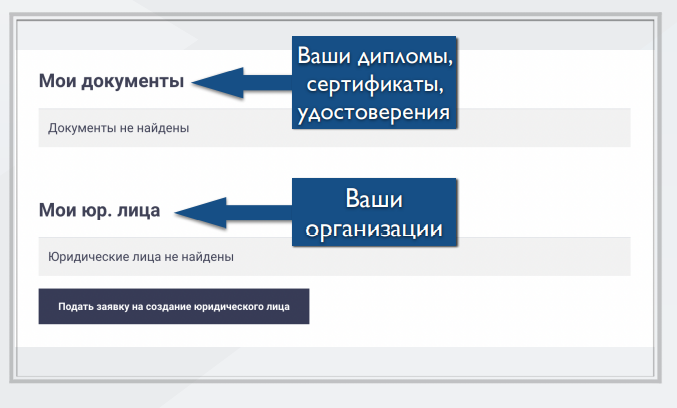 Ваши дипломы,
сертификаты,
удостоверения
Мои документы
Документы не найдены
Ваши
организации
Мои юр. лица
Юридические лица не найдены
Подать заявку на создание юридического лица